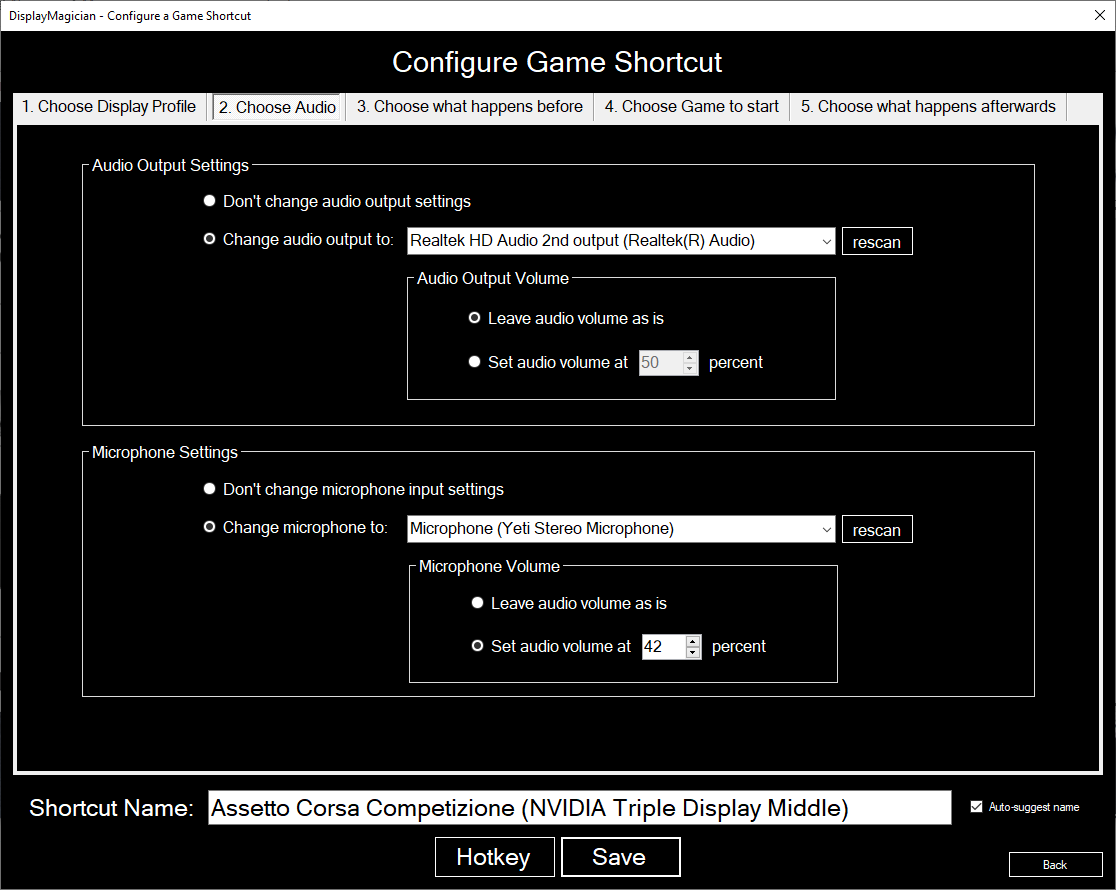 DisplayMagician - Configure a Game Shortcut
Configure Game Shortcut
1. Choose Display Profile 2. Choose Audio 3. Choose what happens before 4. Choose Game to start 5. Choose what happens afterwards
Audio Output Settings
Don't change audio output settings
Change audio output to: Realtek HD Audio 2nd output (Realtek(R) Audio) rescan
Audio Output Volume
Leave audio volume as is
Set audio volume at 50 percent
Microphone Settings
Don't change microphone input settings
Change microphone to: Microphone (Yeti Stereo Microphone) rescan
Microphone Volume
Leave audio volume as is
Set audio volume at 42 percent
Shortcut Name: Assetto Corsa Competizione (NVIDIA Triple Display Middle) Auto-suggest name
Hotkey Save
Back